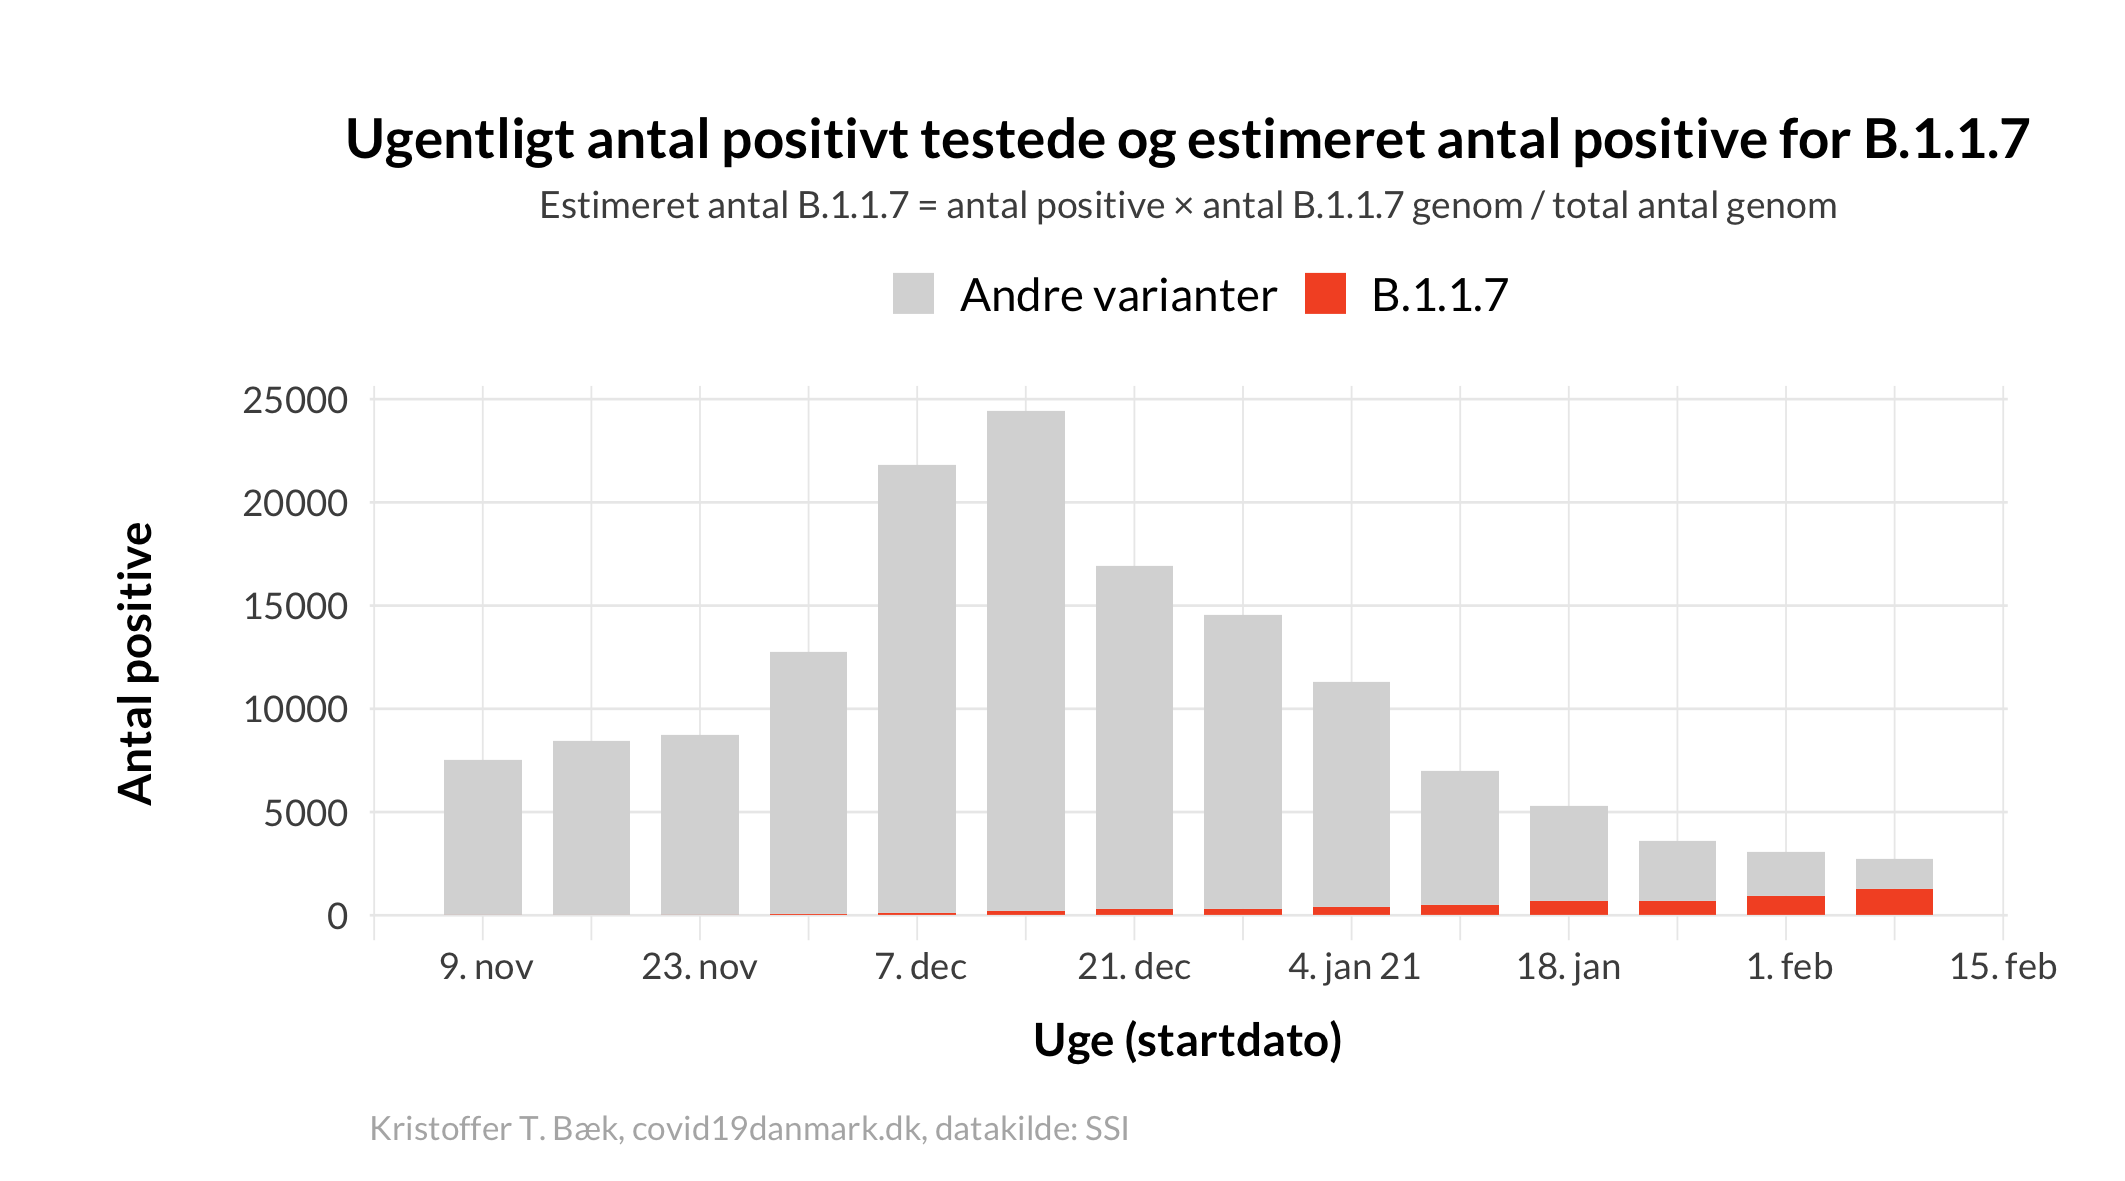 Ugentligt antal positivt testede og estimeret antal positive for B.1.1.7
Estimeret antal B.1.1.7 = antal positive × antal B.1.1.7 genom / total antal genom
Andre varianter B.1.1.7
Antal positive
25000
20000
15000
10000
5000
0
9. nov 23. nov 7. dec 21. dec 4. jan 21 18. jan 1. feb 15. feb
Uge (startdato)
Kristoffer T. Bæk, covid19danmark.dk, datakilde: SSI